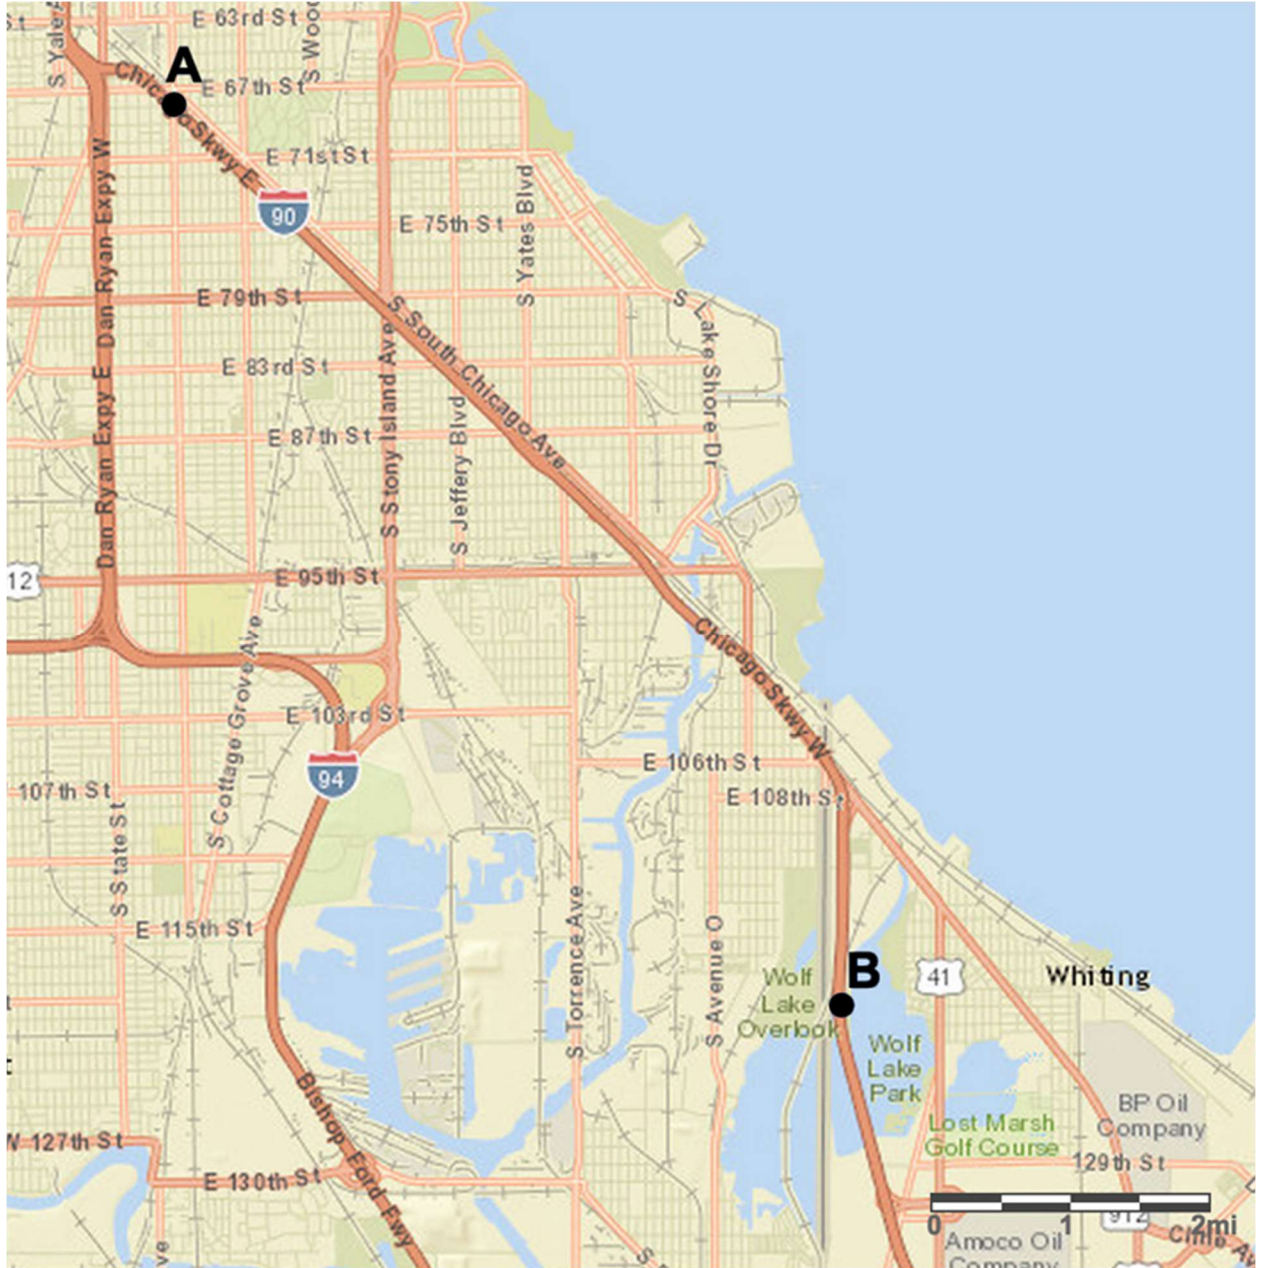 E 63rd St
S Yale A
S Wood
A
E 67th St
Chicago Skwy E
E 71st St
90
E 75th St
S Yates Blvd
Dan Ryan Expy W
E 79th St
S Lake Shore Dr
S South Chicago Ave
E 83rd St
S Stony Island Ave
Dan Ryan Expy E
S Jeffery Blvd
E 87th St
12
E 95th St
Chicago Skwy W
S Cottage Grove Ave
E 103rd St
94
E 106th St
107th St
E 108th St
S State St
E 115th St
S Torrence Ave
S Avenue O
B
Wolf
Lake
Overlook
41
Whiting
Wolf
Lake
Park
Bishop Ford Fwy
BP Oil
Company
Lost Marsh
Golf Course
W 127th St
129th St
E 130th St
0 1 2mi
912
Amoco Oil
Company